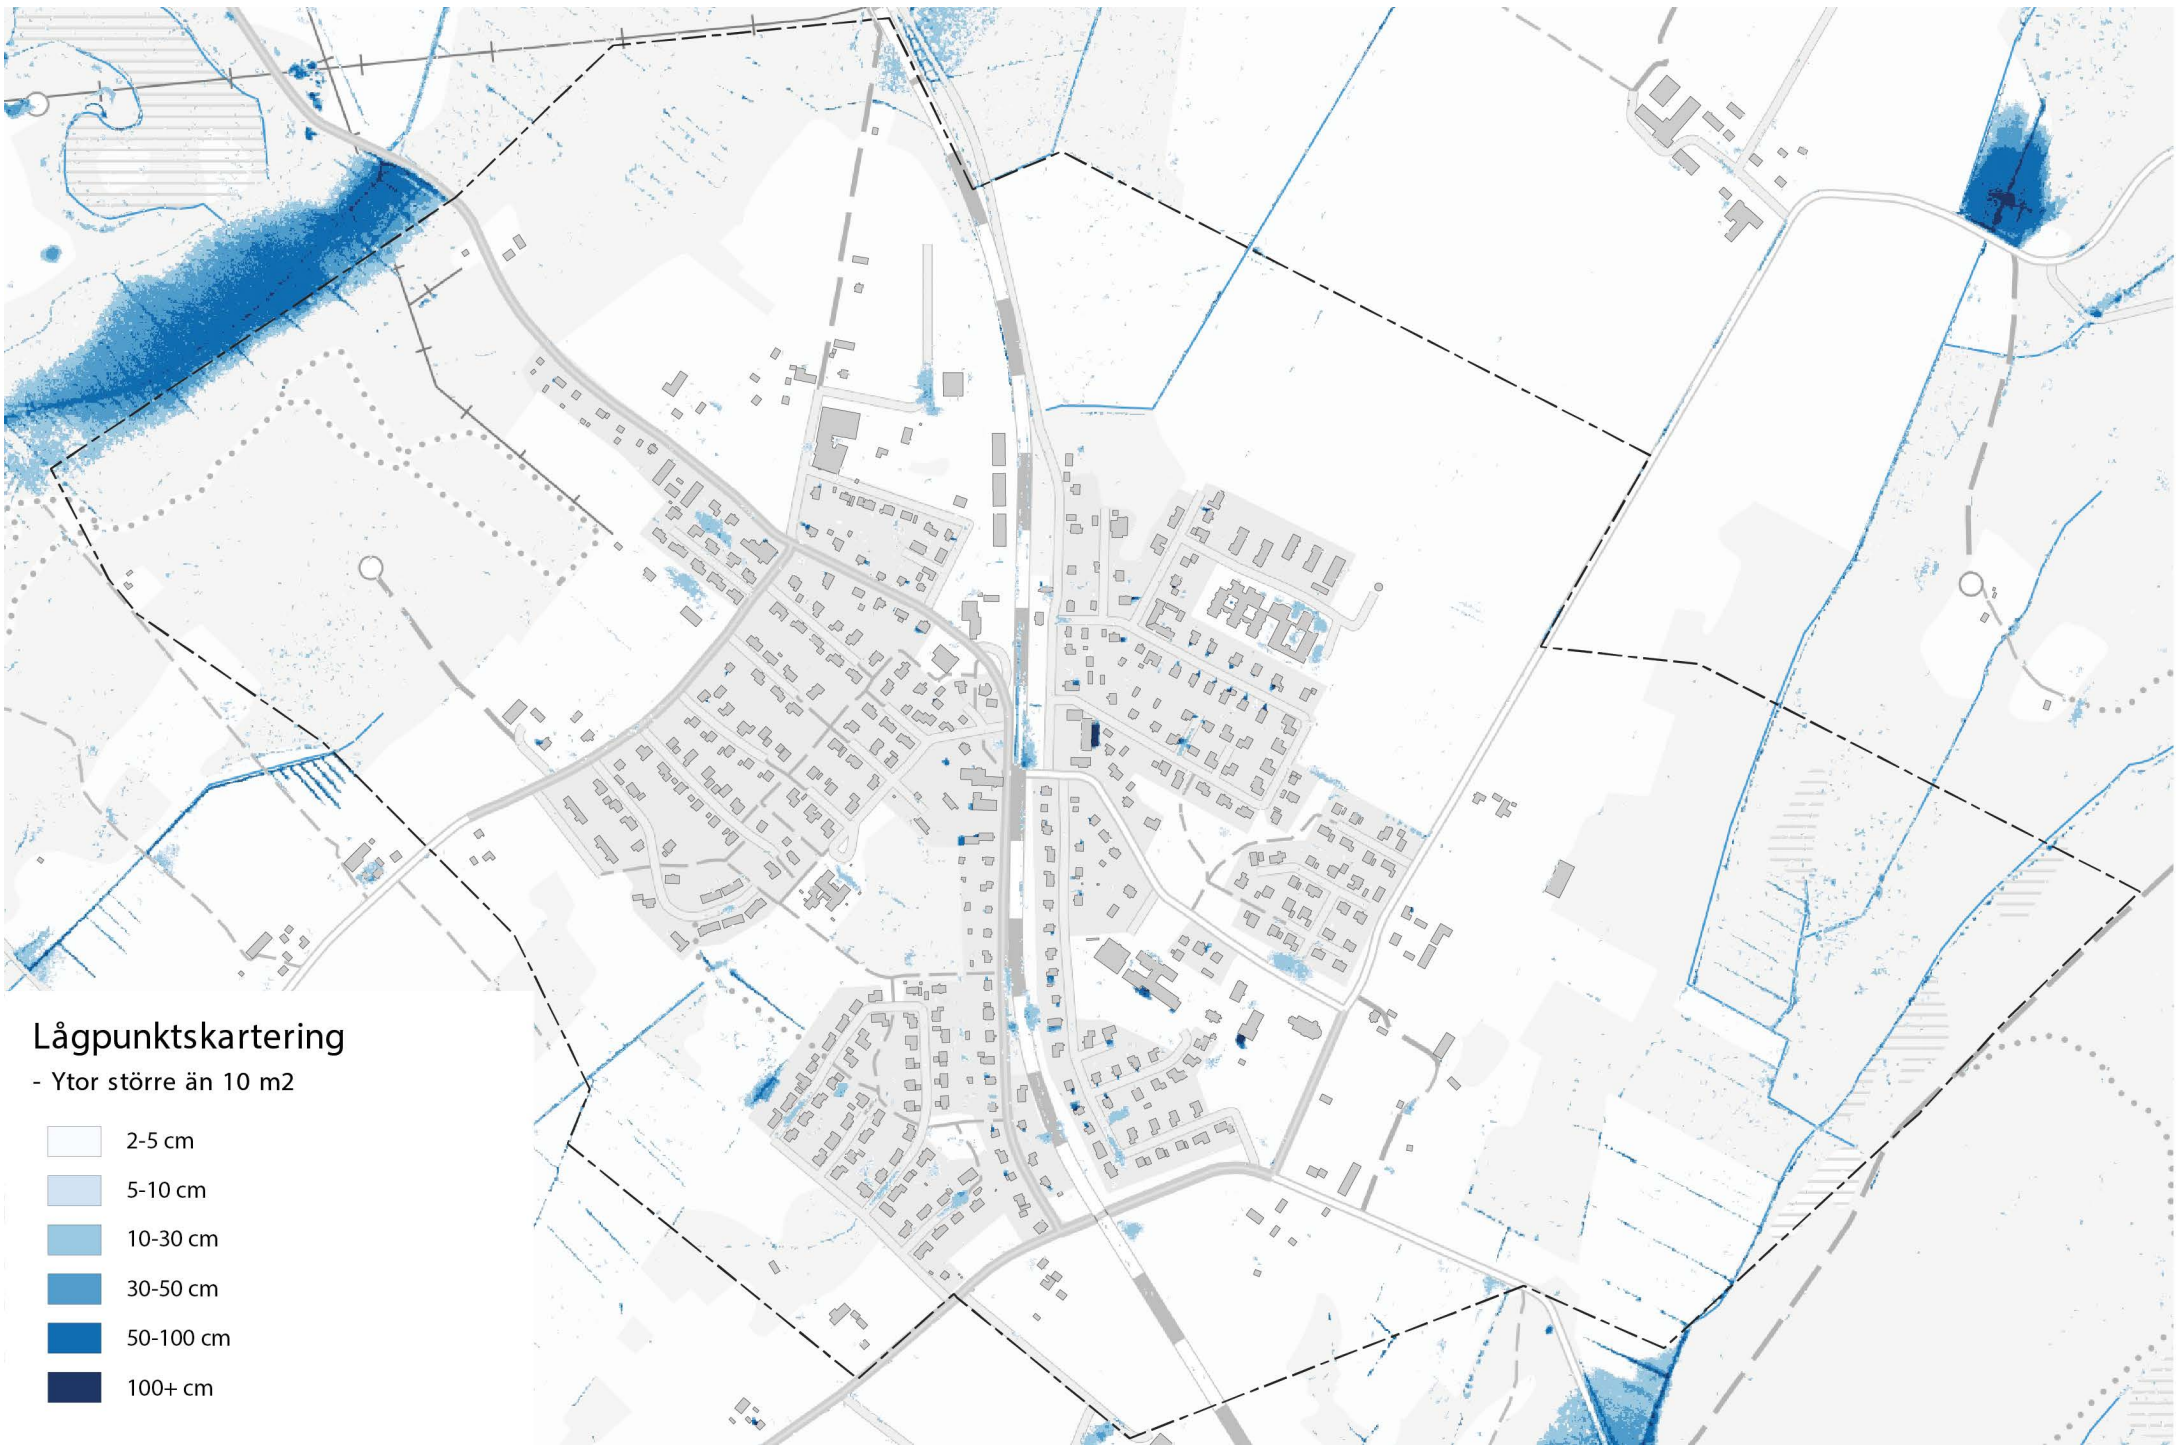 Lågpunktskartering
- Ytor större än 10 m2
2-5 cm
5-10 cm
10-30 cm
30-50 cm
50-100 cm
100+ cm